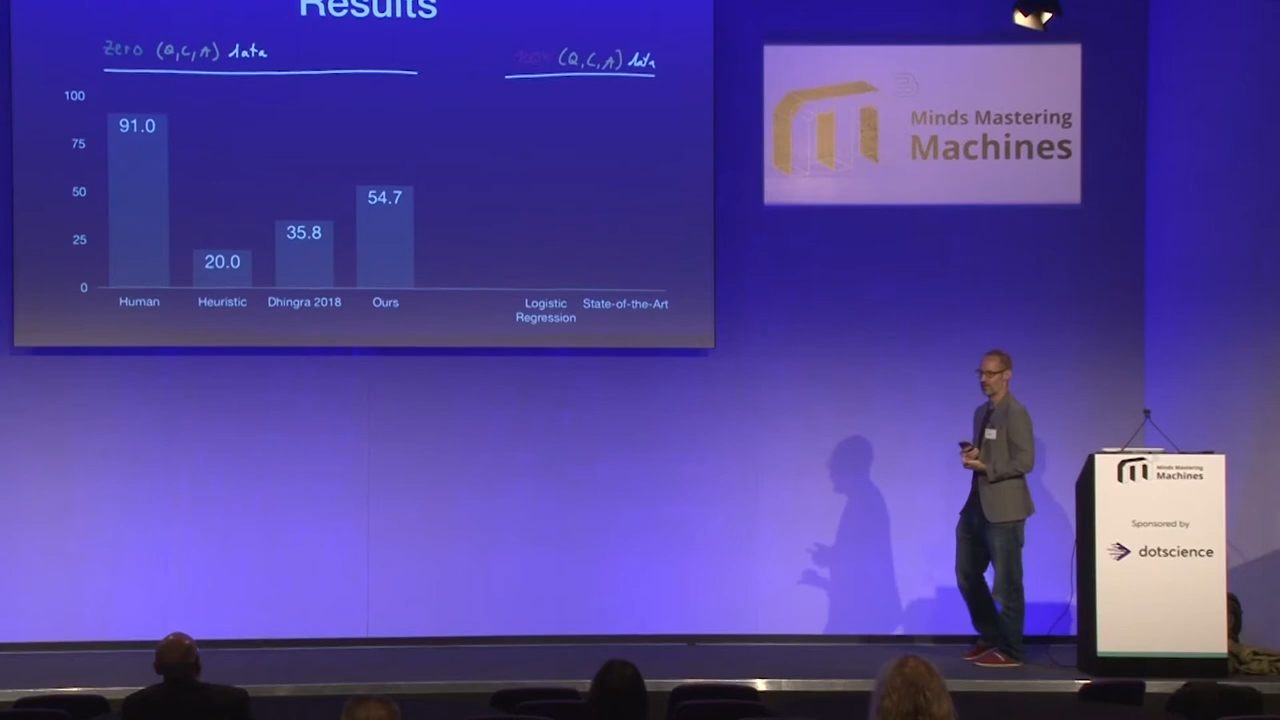 Results
Zero (Q,C,A) data
100% (Q,C,A) data
100
75
50
25
0
91.0
20.0
35.8
54.7
Human
Heuristic
Dhingra 2018
Ours
Logistic
Regression
State-of-the-Art
Minds Mastering
Machines
Minds Mastering
Machines
Sponsored by
dotscience